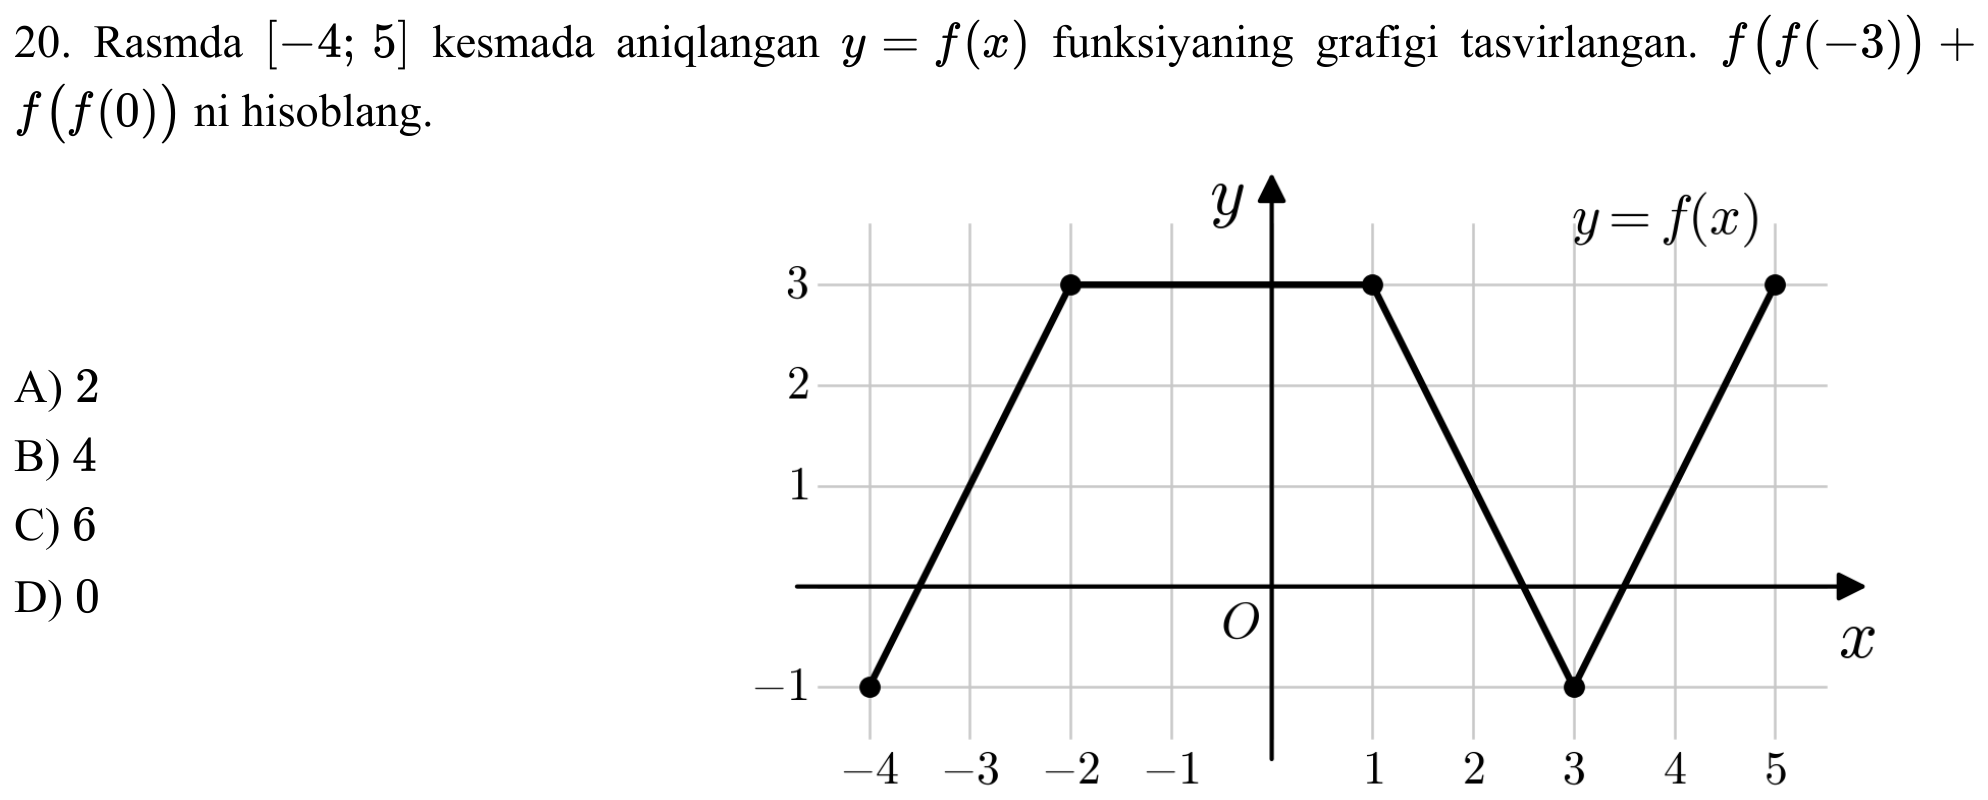 20. Rasmda [−4; 5] kesmada aniqlangan y = f(x) funksiyaning grafigi tasvirlangan. f(f(−3)) +
f(f(0)) ni hisoblang.
A) 2
B) 4
C) 6
D) 0
y
y = f(x)
3
2
1
O
x
−1
−4 −3 −2 −1 1 2 3 4 5